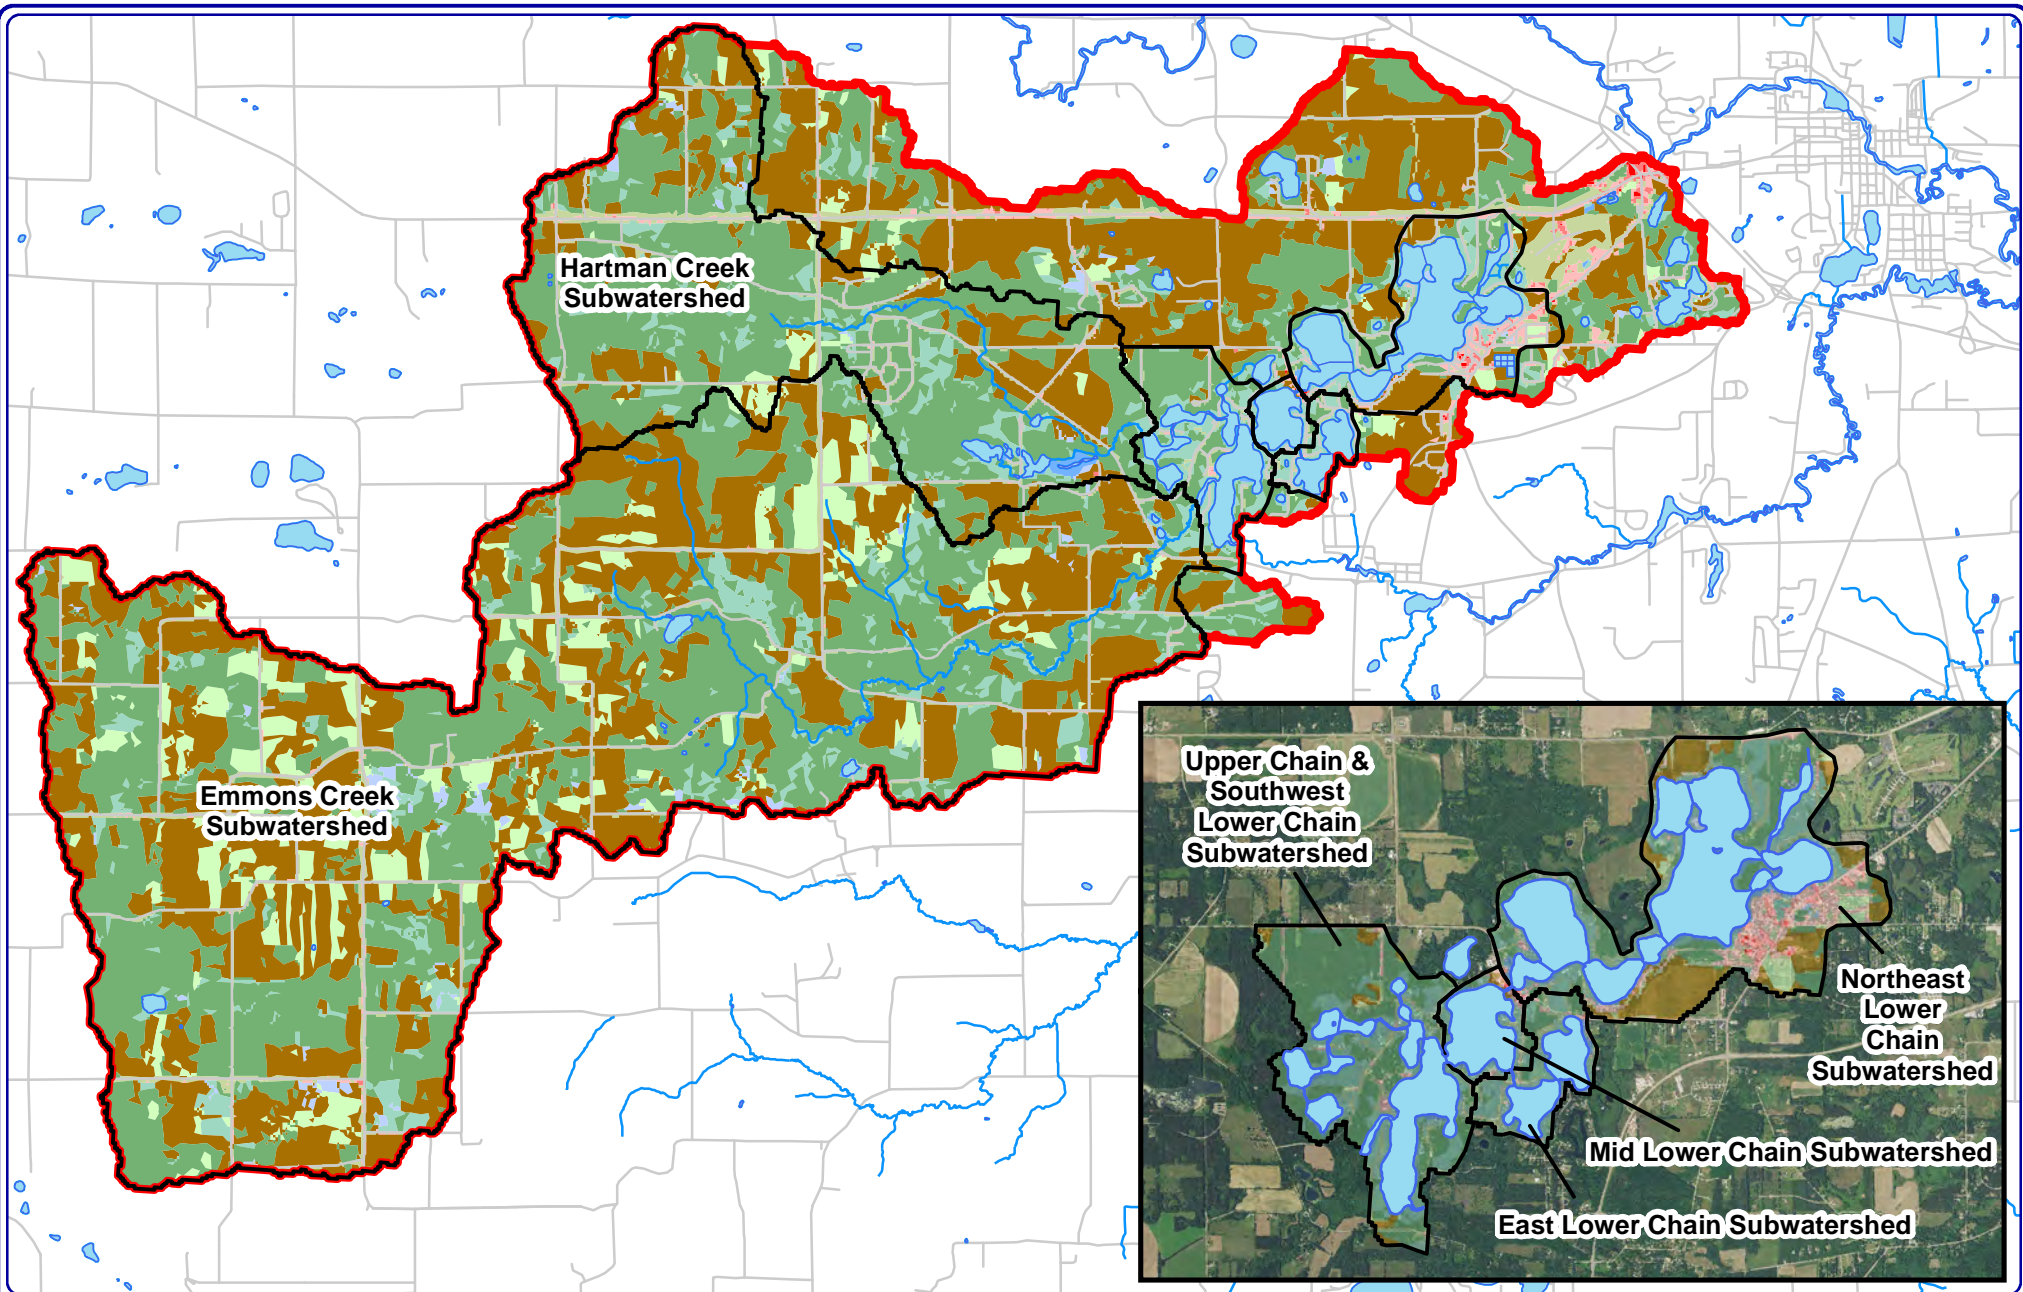 Hartman Creek
Subwatershed
Emmons Creek
Subwatershed
Upper Chain &
Southwest
Lower Chain
Subwatershed
Northeast
Lower
Chain
Subwatershed
Mid Lower Chain Subwatershed
East Lower Chain Subwatershed